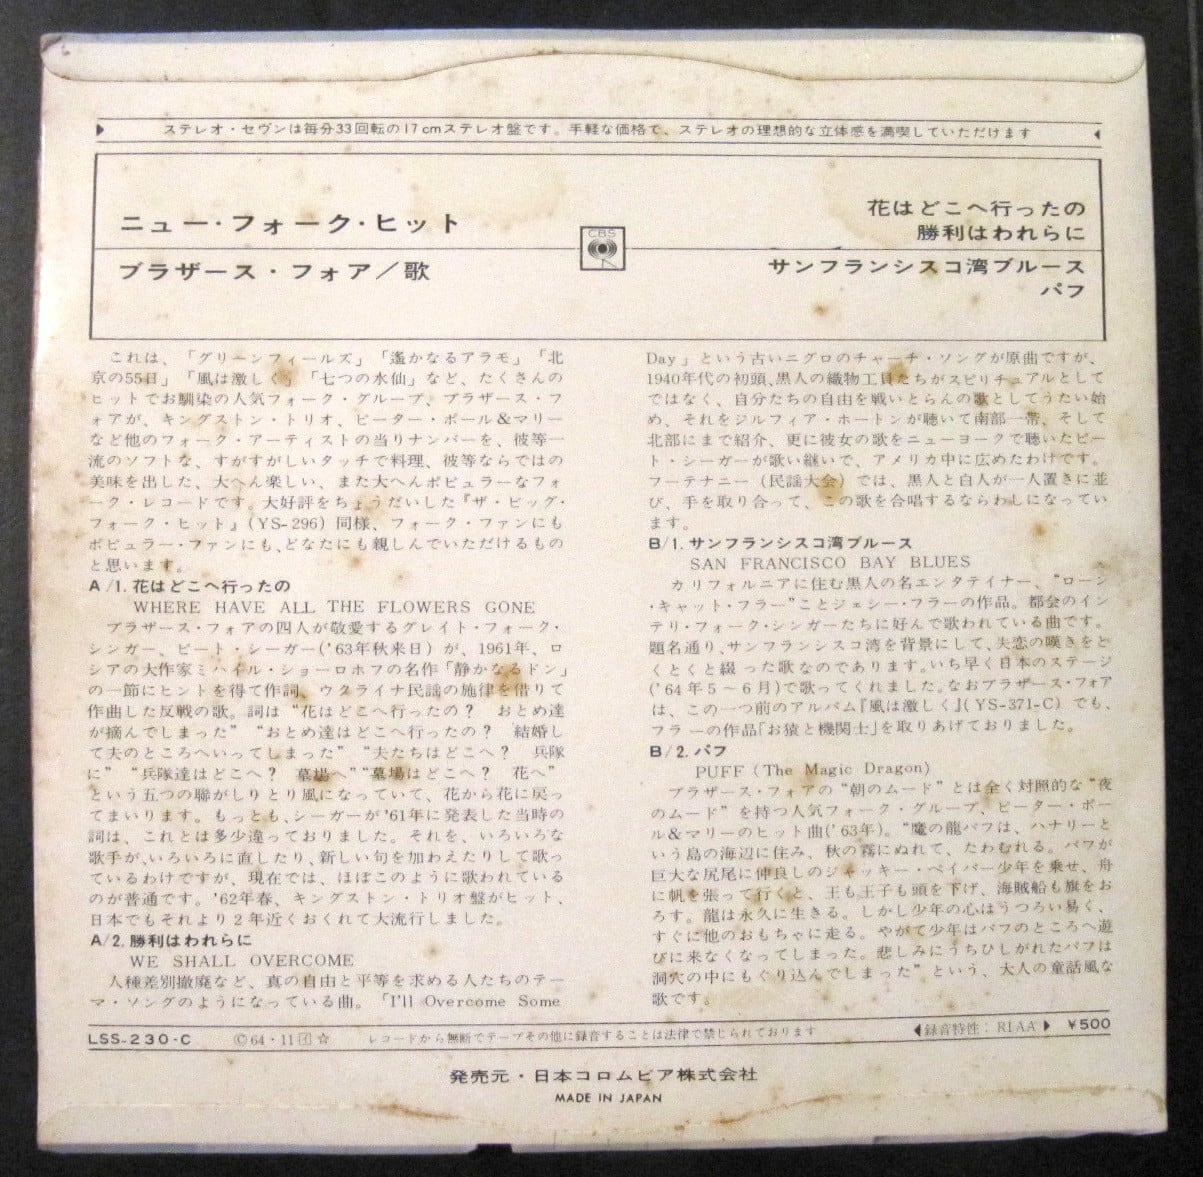 ステレオ・セヴンは毎分33回転の17cmステレオ盤です。手軽な価格で、ステレオの理想的な立体感を満喫していただけます
ニュー・フォーク・ヒット
ブラザース・フォア／歌
CBS
花はどこへ行ったの
勝利はわれらに
サンフランシスコ湾ブルース
パフ
これは、「グリーンフィールズ」「遙かなるアラモ」「北
京の55日」「風は激しく」「七つの水仙」など、たくさんの
ヒットでお馴染の人気フォーク・グループ、ブラザース・フ
ォアが、キングストン・トリオ、ピーター・ポール&マリー
など他のフォーク・アーティストの当りナンバーを、彼等一
流のソフトな、すがすがしいタッチで料理、彼等ならではの
美味を出した、大へん楽しい、また大へんポピュラーなフォ
ーク・レコードです。大好評をちょうだいした『ザ・ビッグ・
フォーク・ヒット』(YS-296) 同様、フォーク・ファンにも
ポピュラー・ファンにも、どなたにも親しんでいただけるもの
と思います。
A/1. 花はどこへ行ったの
WHERE HAVE ALL THE FLOWERS GONE
ブラザース・フォアの四人が敬愛するグレイト・フォーク・
シンガー、ピート・シーガー('63年秋来日) が、1961年、ロ
シアの大作家ミハイル・ショーロホフの名作「静かなるドン」
の一節にヒントを得て作詞、ウクライナ民謡の施律を借りて
作曲した反戦の歌。詞は “花はどこへ行ったの？　おとめ達
が摘んでしまった” “おとめ達はどこへ行ったの？　結婚し
て夫のところへいってしまった” “夫たちはどこへ？　兵隊
に” “兵隊達はどこへ？　墓場へ” “墓場はどこへ？　花へ”
という五つの聯がしりとり風になっていて、花から花に戻っ
てまいります。もっとも、シーガーが'61年に発表した当時の
詞は、これとは多少違っておりました。それを、いろいろな
歌手が、いろいろに直したり、新しい句を加わえたりして歌っ
ているわけですが、現在では、ほぼこのように歌われている
のが普通です。'62年春、キングストン・トリオ盤がヒット、
日本でもそれより2年近くおくれて大流行しました。
A/2. 勝利はわれらに
WE SHALL OVERCOME
人種差別撤廃など、真の自由と平等を求める人たちのテー
マ・ソングのようになっている曲。「I'll Overcome Some
Day」という古いニグロのチャーチ・ソングが原曲ですが、
1940年代の初頭、黒人の織物工員たちがスピリチュアルとして
ではなく、自分たちの自由を戦いとらんの歌としてうたい始
め、それをジルフィア・ホートンが聴いて南部一帯、そして
北部にまで紹介、更に彼女の歌をニューヨークで聴いたピー
ト・シーガーが歌い継いで、アメリカ中に広めたわけです。
フーテナニー（民謡大会）では、黒人と白人が一人置きに並
び、手を取り合って、この歌を合唱するならわしになってい
ます。
B/1. サンフランシスコ湾ブルース
SAN FRANCISCO BAY BLUES
カリフォルニアに住む黒人の名エンタテイナー、“ローン
・キャット・フラー”ことジェシー・フラーの作品。都会のイン
テリ・フォーク・シンガーたちに好んで歌われている曲です。
題名通り、サンフランシスコ湾を背景にして、失恋の嘆きをと
くとくと綴った歌なのであります。いち早く日本のステージ
('64年5～6月) で歌ってくれました。なおブラザース・フォア
は、この一つ前のアルバム『風は激しく』(YS-371-C) でも、
フラーの作品「お猿と機関士」を取りあげておりました。
B/2. パフ
PUFF (The Magic Dragon)
ブラザース・フォアの “朝のムード” とは全く対照的な “夜
のムード” を持つ人気フォーク・グループ、ピーター・ポー
ル&マリーのヒット曲('63年)。“魔の龍パフは、ハナリーと
いう島の海辺に住み、秋の霧にぬれて、たわむれる。パフが
巨大な尻尾に仲良しのジャッキー・ペイパー少年を乗せ、舟
に帆を張って行くと、王も王子も頭を下げ、海賊船も旗をお
ろす。龍は永久に生きる。しかし少年の心はうつろい易く、
すぐに他のおもちゃに走る。やがて少年はパフのところへ遊
びに来なくなってしまった。悲しみにうちひしがれたパフは
洞穴の中にもぐり込んでしまった” という、大人の童話風な
歌です。
LSS-230-C　©64・11 ☆　レコードから無断でテープその他に録音することは法律で禁じられております　◀録音特性：RIAA▶　¥500
発売元・日本コロムビア株式会社
MADE IN JAPAN